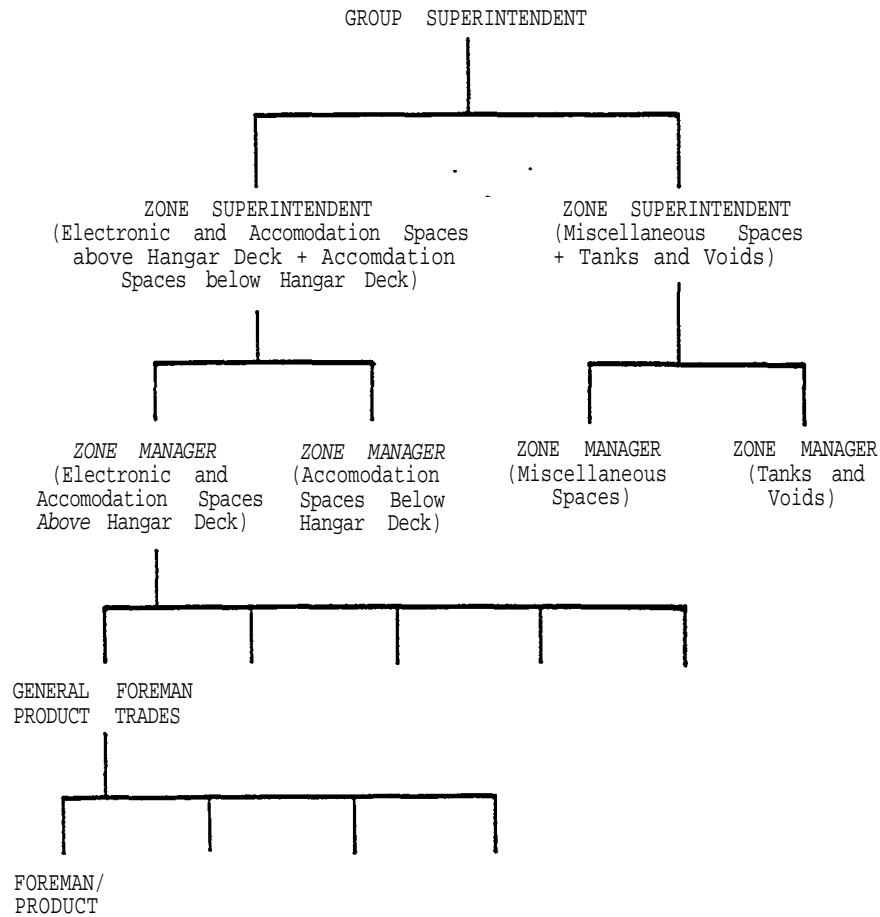 GROUP SUPERINTENDENT
ZONE SUPERINTENDENT
(Electronic and Accomodation Spaces
above Hangar Deck + Accomdation
Spaces below Hangar Deck)
ZONE SUPERINTENDENT
(Miscellaneous Spaces
+ Tanks and Voids)
ZONE MANAGER
(Electronic and
Accomodation Spaces
Above Hangar Deck)
ZONE MANAGER
(Accomodation
Spaces Below
Hangar Deck)
ZONE MANAGER
(Miscellaneous
Spaces)
ZONE MANAGER
(Tanks and
Voids)
GENERAL FOREMAN
PRODUCT TRADES
FOREMAN/
PRODUCT